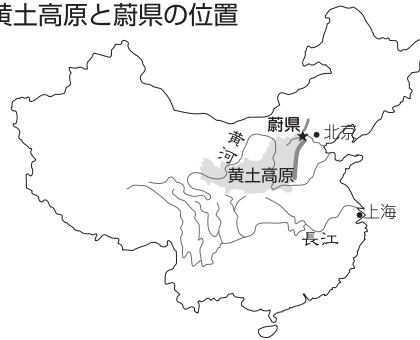 黄土高原と蔚県の位置
蔚県
北京
黄河
黄土高原
上海
長江